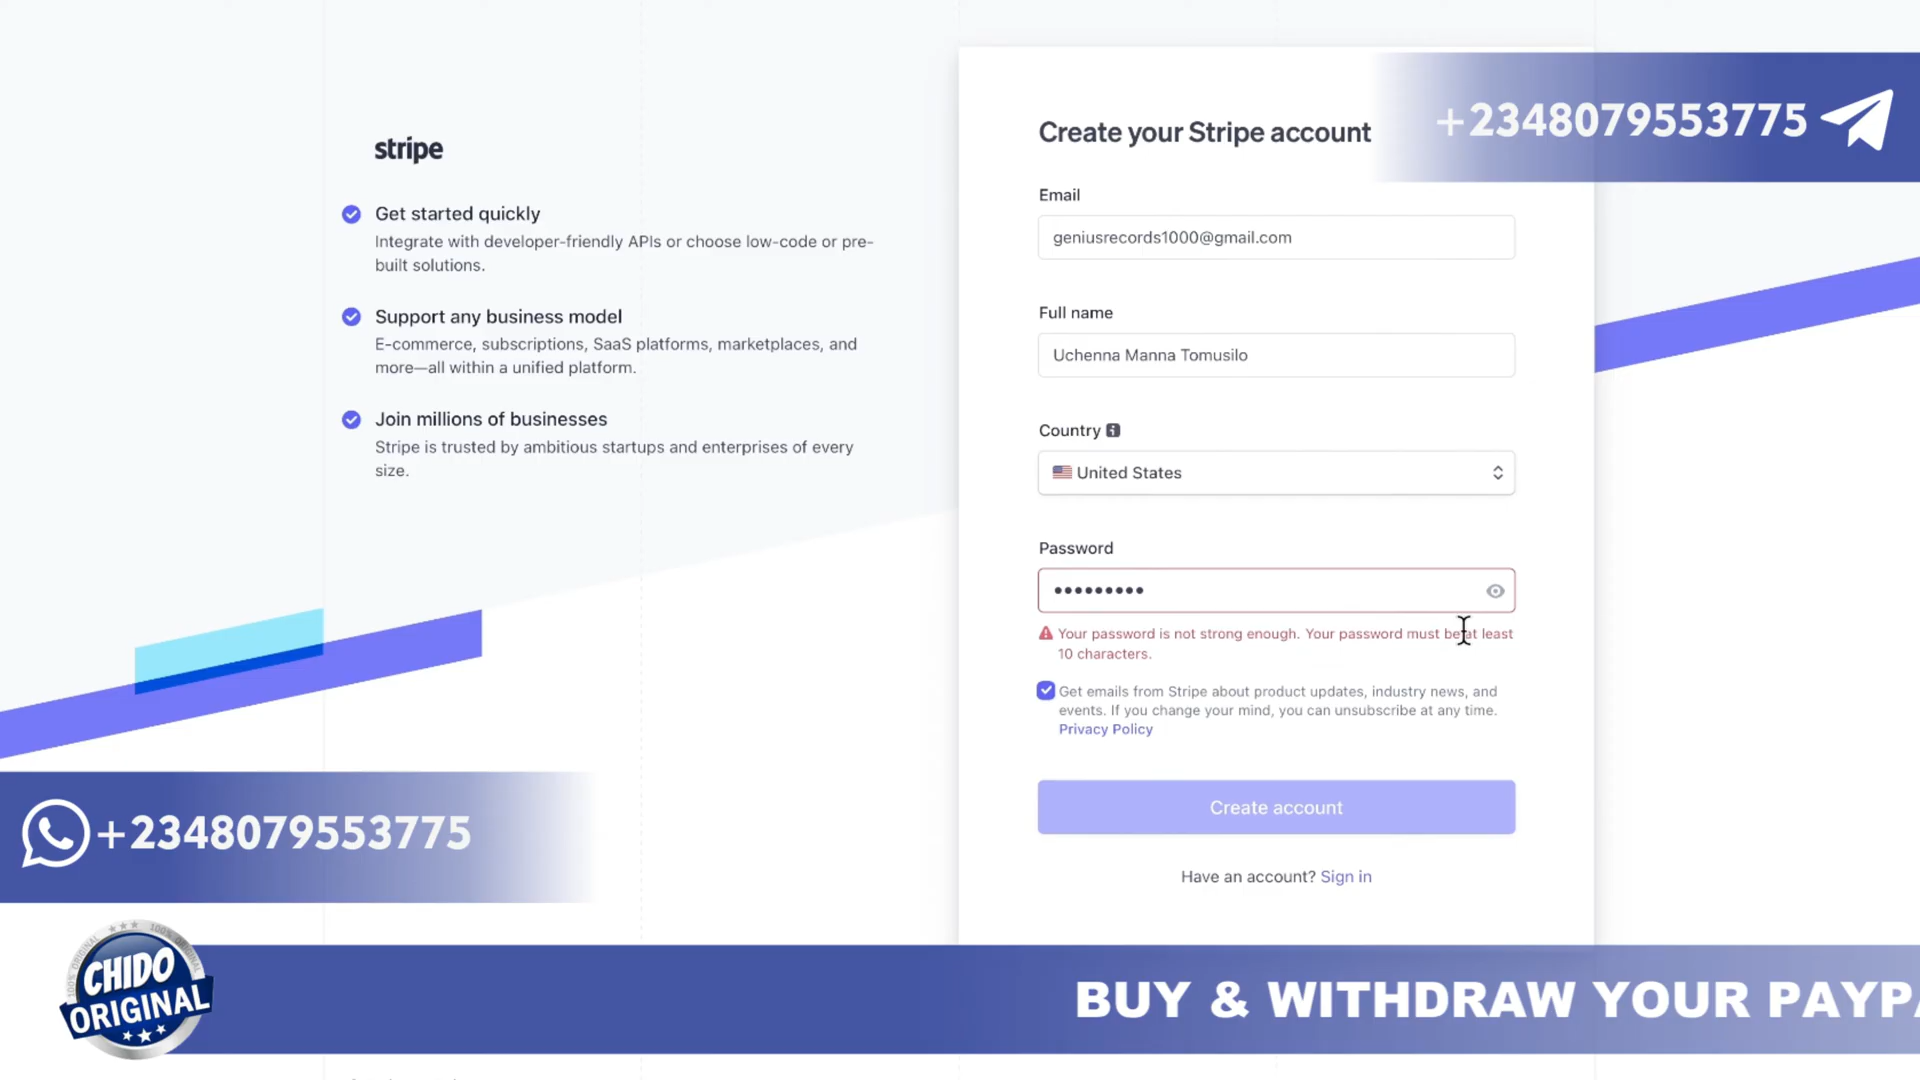 stripe
Get started quickly
Integrate with developer-friendly APIs or choose low-code or pre-
built solutions.
Support any business model
E-commerce, subscriptions, SaaS platforms, marketplaces, and
more—all within a unified platform.
Join millions of businesses
Stripe is trusted by ambitious startups and enterprises of every
size.
Create your Stripe account
+2348079553775
Email
geniusrecords1000@gmail.com
Full name
Uchenna Manna Tomusilo
Country
United States
Password
•••••••••
Your password is not strong enough. Your password must be at least
10 characters.
Get emails from Stripe about product updates, industry news, and
events. If you change your mind, you can unsubscribe at any time.
Privacy Policy
Create account
Have an account? Sign in
+2348079553775
CHIDO
ORIGINAL
BUY & WITHDRAW YOUR PAYPA